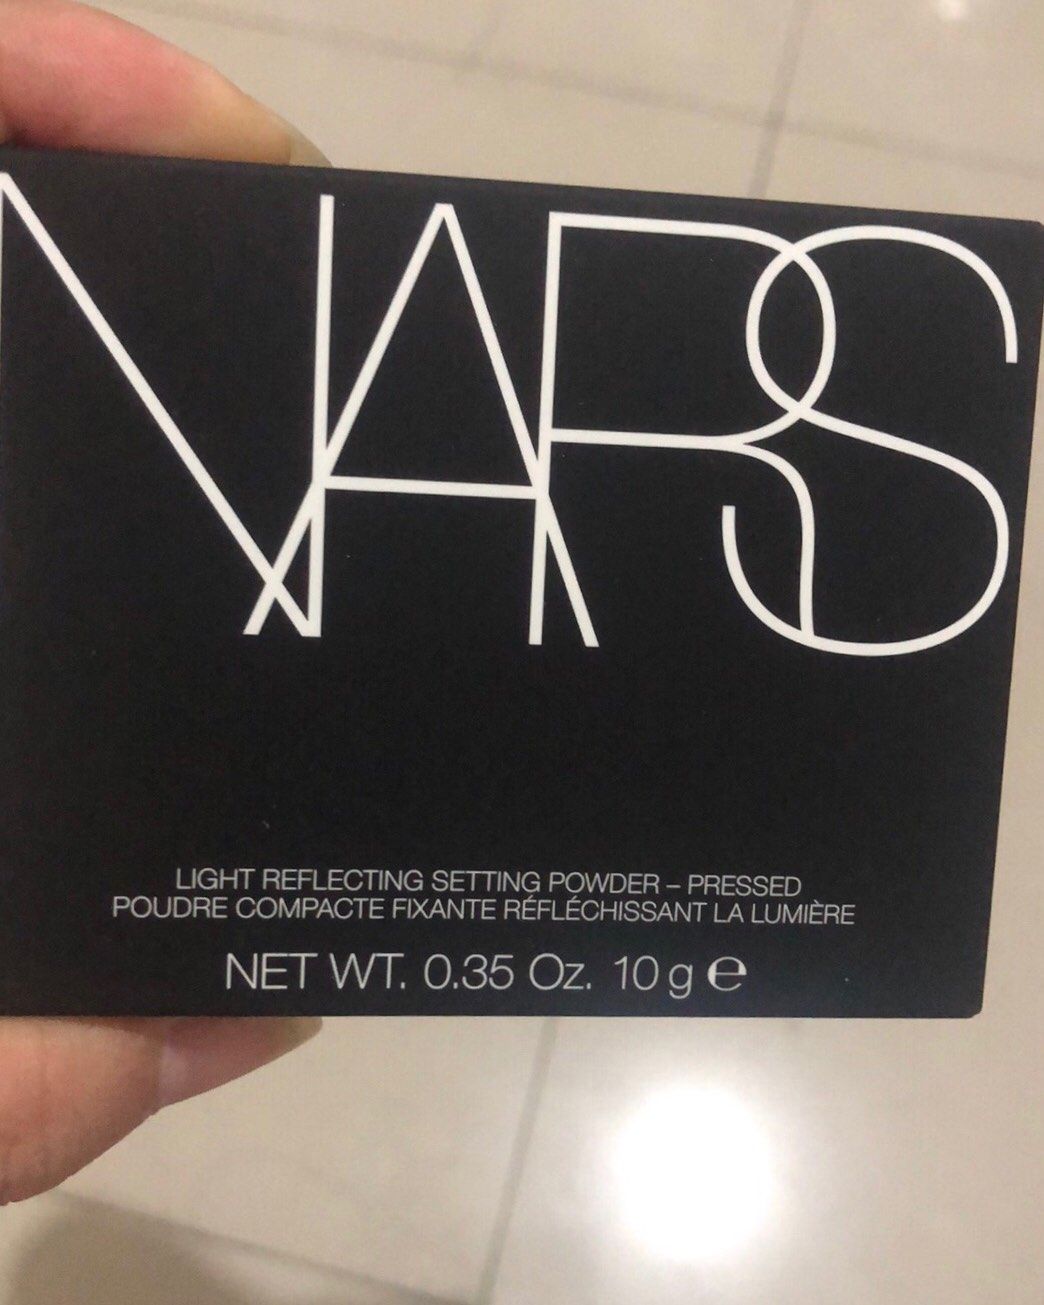 NARS
LIGHT REFLECTING SETTING POWDER – PRESSED
POUDRE COMPACTE FIXANTE RÉFLÉCHISSANT LA LUMIÈRE
NET WT. 0.35 Oz. 10 g ℮